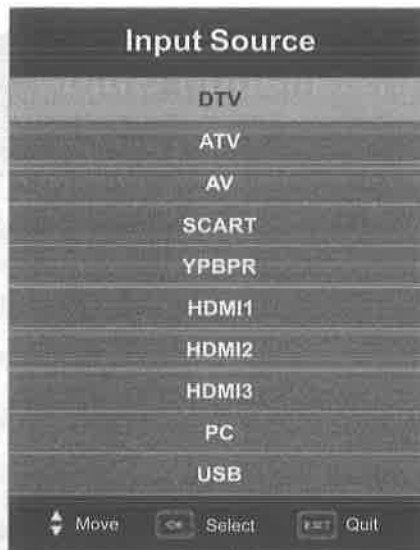 Input Source
DTV
ATV
AV
SCART
YPBPR
HDMI1
HDMI2
HDMI3
PC
USB
Move OK Select EXIT Quit